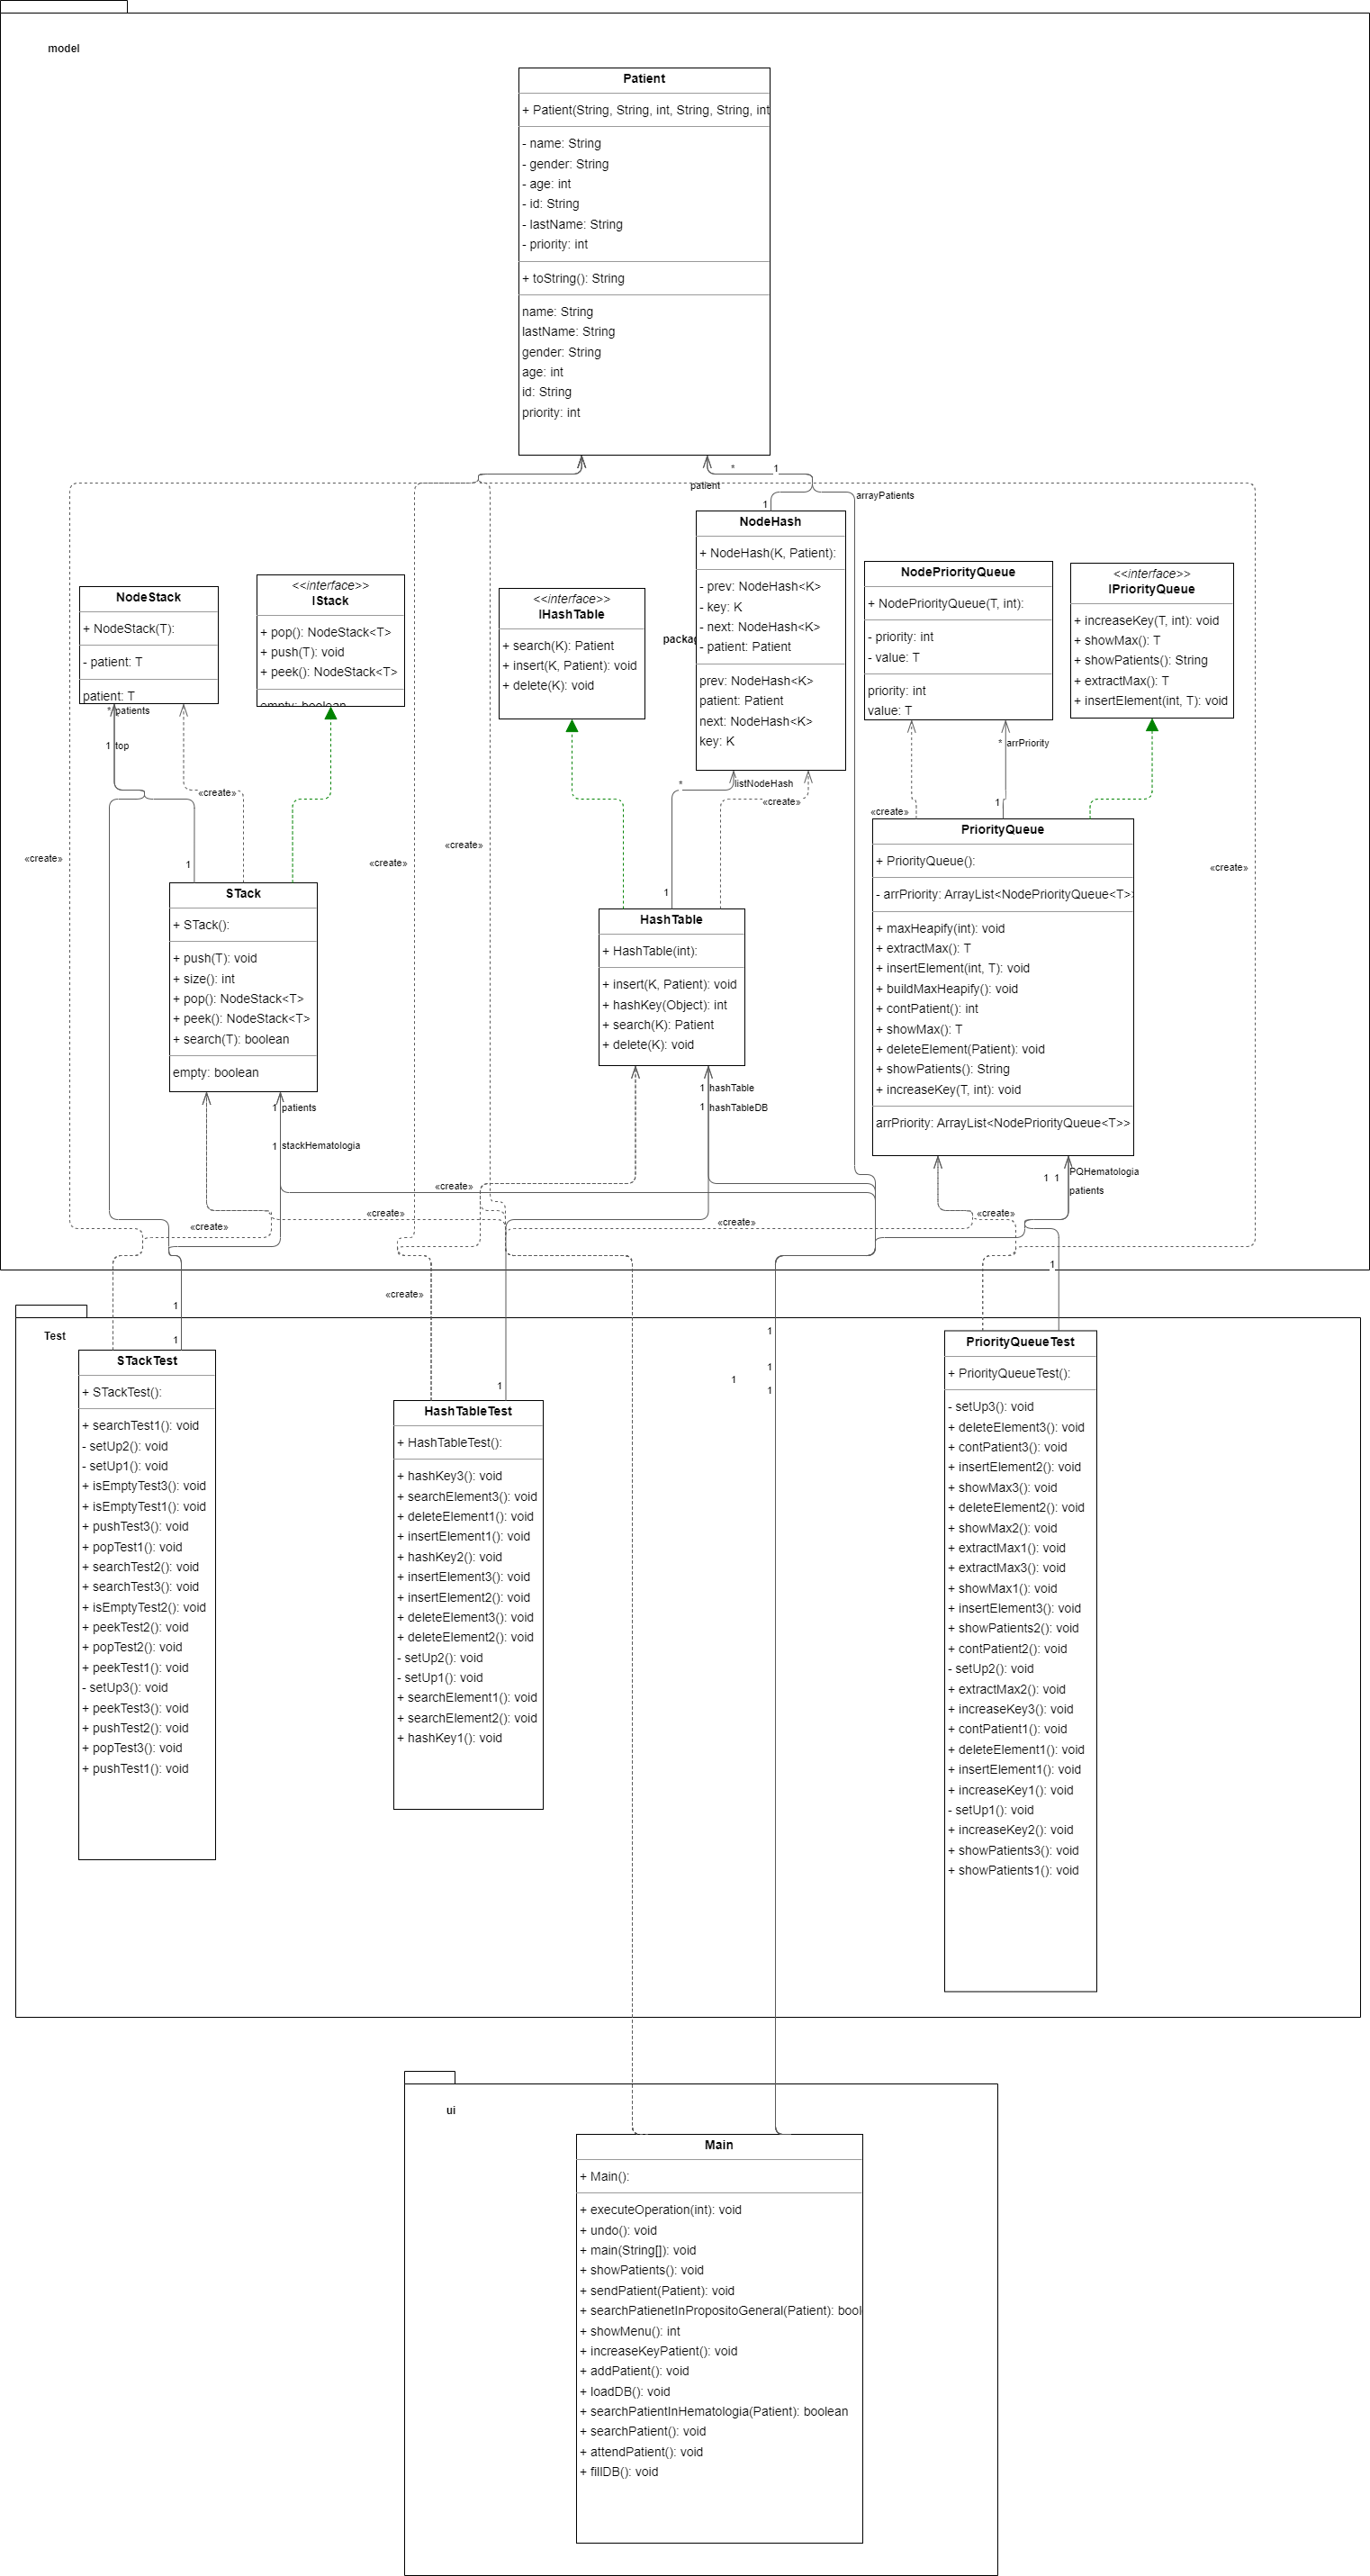 model
Patient
+ Patient(String, String, int, String, String, int
- name: String
- gender: String
- age: int
- id: String
- lastName: String
- priority: int
+ toString(): String
name: String
lastName: String
gender: String
age: int
id: String
priority: int
* 1
patient
1
arrayPatients
NodeStack
+ NodeStack(T):
- patient: T
patient: T
* patients
1 top
<<interface>>
IStack
+ pop(): NodeStack<T>
+ push(T): void
+ peek(): NodeStack<T>
empty: boolean
<<interface>>
IHashTable
+ search(K): Patient
+ insert(K, Patient): void
+ delete(K): void
NodeHash
+ NodeHash(K, Patient):
- prev: NodeHash<K>
- key: K
- next: NodeHash<K>
- patient: Patient
prev: NodeHash<K>
patient: Patient
next: NodeHash<K>
key: K
* listNodeHash
NodePriorityQueue
+ NodePriorityQueue(T, int):
- priority: int
- value: T
priority: int
value: T
* arrPriority
<<interface>>
IPriorityQueue
+ increaseKey(T, int): void
+ showMax(): T
+ showPatients(): String
+ extractMax(): T
+ insertElement(int, T): void
«create»
«create»
1
«create»
1
«create»
«create»
1
«create»
«create»
«create»
STack
+ STack():
+ push(T): void
+ size(): int
+ pop(): NodeStack<T>
+ peek(): NodeStack<T>
+ search(T): boolean
empty: boolean
1 patients
1 stackHematologia
HashTable
+ HashTable(int):
+ insert(K, Patient): void
+ hashKey(Object): int
+ search(K): Patient
+ delete(K): void
1 hashTable
1 hashTableDB
PriorityQueue
+ PriorityQueue():
- arrPriority: ArrayList<NodePriorityQueue<T>>
+ maxHeapify(int): void
+ extractMax(): T
+ insertElement(int, T): void
+ buildMaxHeapify(): void
+ contPatient(): int
+ showMax(): T
+ deleteElement(Patient): void
+ showPatients(): String
+ increaseKey(T, int): void
arrPriority: ArrayList<NodePriorityQueue<T>>
1 1 PQHematologia
patients
«create»
«create»
«create»
«create»
«create»
«create»
1
1
1
1
1
1
1
1
1
Test
STackTest
+ STackTest():
+ searchTest1(): void
- setUp2(): void
- setUp1(): void
+ isEmptyTest3(): void
+ isEmptyTest1(): void
+ pushTest3(): void
+ popTest1(): void
+ searchTest2(): void
+ searchTest3(): void
+ isEmptyTest2(): void
+ peekTest2(): void
+ popTest2(): void
+ peekTest1(): void
- setUp3(): void
+ peekTest3(): void
+ pushTest2(): void
+ popTest3(): void
+ pushTest1(): void
HashTableTest
+ HashTableTest():
+ hashKey3(): void
+ searchElement3(): void
+ deleteElement1(): void
+ insertElement1(): void
+ hashKey2(): void
+ insertElement3(): void
+ insertElement2(): void
+ deleteElement3(): void
+ deleteElement2(): void
- setUp2(): void
- setUp1(): void
+ searchElement1(): void
+ searchElement2(): void
+ hashKey1(): void
PriorityQueueTest
+ PriorityQueueTest():
- setUp3(): void
+ deleteElement3(): void
+ contPatient3(): void
+ insertElement2(): void
+ showMax3(): void
+ deleteElement2(): void
+ showMax2(): void
+ extractMax1(): void
+ extractMax3(): void
+ showMax1(): void
+ insertElement3(): void
+ showPatients2(): void
+ contPatient2(): void
- setUp2(): void
+ extractMax2(): void
+ increaseKey3(): void
+ contPatient1(): void
+ deleteElement1(): void
+ insertElement1(): void
+ increaseKey1(): void
- setUp1(): void
+ increaseKey2(): void
+ showPatients3(): void
+ showPatients1(): void
ui
Main
+ Main():
+ executeOperation(int): void
+ undo(): void
+ main(String[]): void
+ showPatients(): void
+ sendPatient(Patient): void
+ searchPatienetInPropositoGeneral(Patient): bool
+ showMenu(): int
+ increaseKeyPatient(): void
+ addPatient(): void
+ loadDB(): void
+ searchPatientInHematologia(Patient): boolean
+ searchPatient(): void
+ attendPatient(): void
+ fillDB(): void